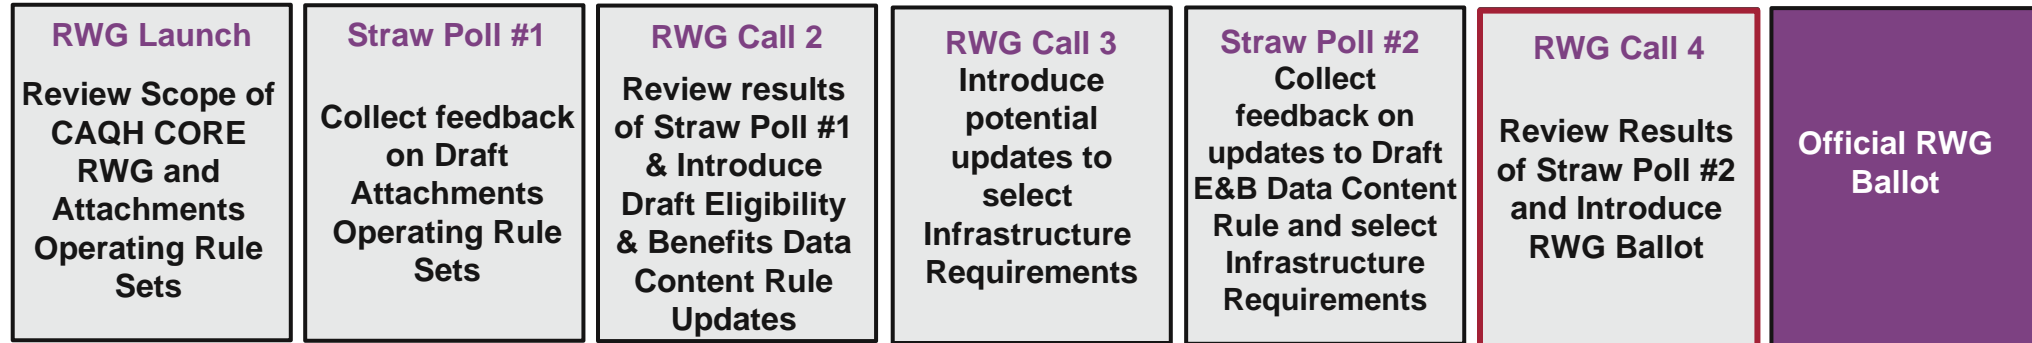 RWG Launch
Review Scope of
CAQH CORE
RWG and
Attachments
Operating Rule
Sets
Straw Poll #1
Collect feedback
on Draft
Attachments
Operating Rule
Sets
RWG Call 2
Review results
of Straw Poll #1
& Introduce
Draft Eligibility
& Benefits Data
Content Rule
Updates
RWG Call 3
Introduce
potential
updates to
select
Infrastructure
Requirements
Straw Poll #2
Collect
feedback on
updates to Draft
E&B Data Content
Rule and select
Infrastructure
Requirements
RWG Call 4
Review Results
of Straw Poll #2
and Introduce
RWG Ballot
Official RWG
Ballot